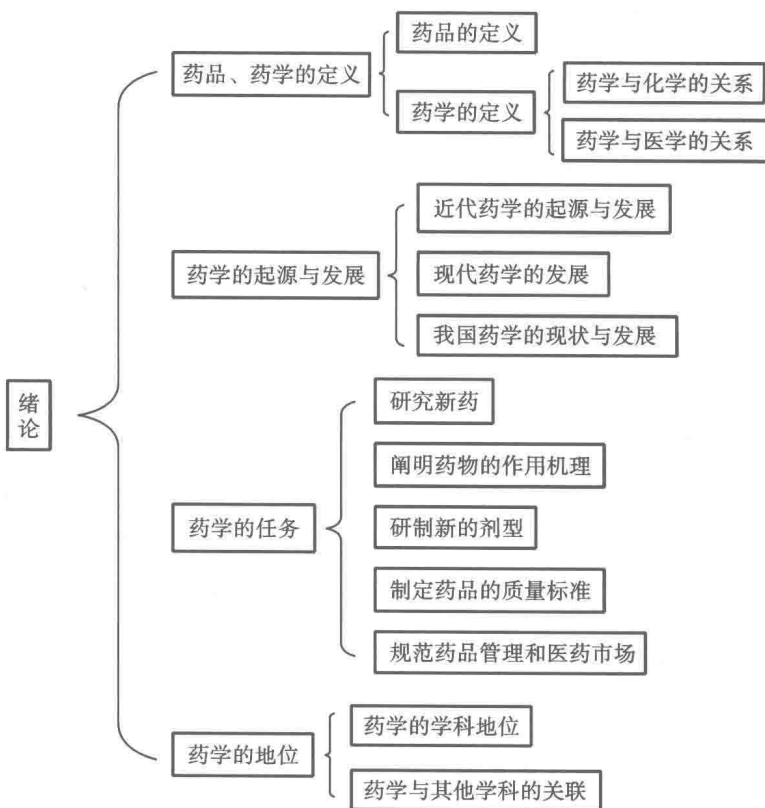 绪
论
药品、药学的定义
药品的定义
药学的定义
药学与化学的关系
药学与医学的关系
药学的起源与发展
近代药学的起源与发展
现代药学的发展
我国药学的现状与发展
药学的任务
研究新药
阐明药物的作用机理
研制新的剂型
制定药品的质量标准
规范药品管理和医药市场
药学的地位
药学的学科地位
药学与其他学科的关联